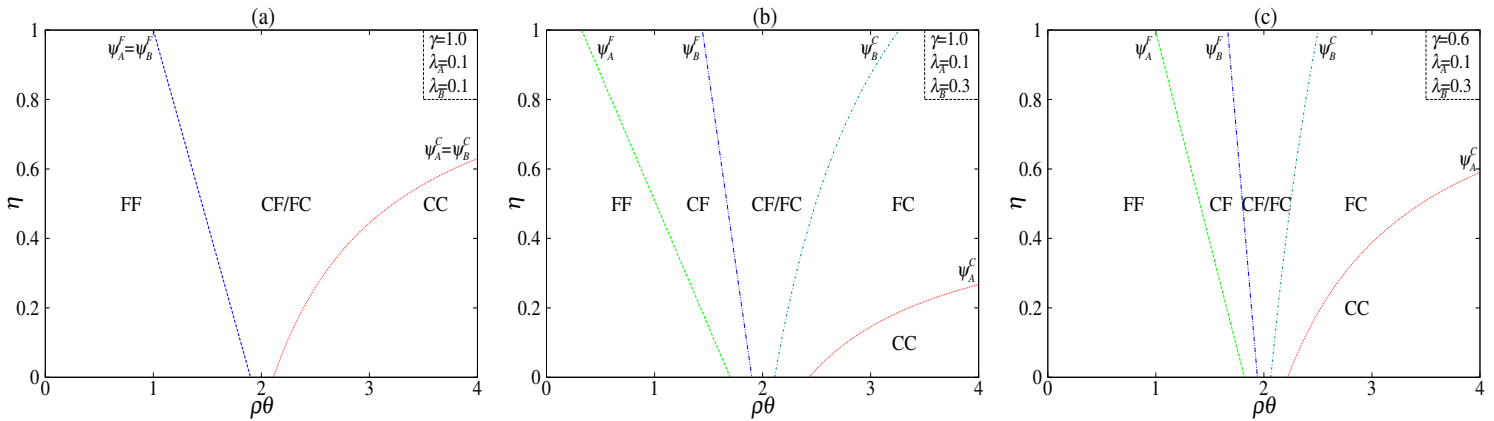 (a)
1
0.8
0.6
0.4
0.2
0
η
0 1 2 3 4
ρθ
ψ_A^F=ψ_B^F
γ=1.0
λ_A=0.1
λ_B=0.1
ψ_A^C=ψ_B^C
FF
CF/FC
CC
(b)
1
0.8
0.6
0.4
0.2
0
η
0 1 2 3 4
ρθ
ψ_A^F
ψ_B^F
ψ_B^C
γ=1.0
λ_A=0.1
λ_B=0.3
FF
CF
CF/FC
FC
ψ_A^C
CC
(c)
1
0.8
0.6
0.4
0.2
0
η
0 1 2 3 4
ρθ
ψ_A^F
ψ_B^F
ψ_B^C
γ=0.6
λ_A=0.1
λ_B=0.3
ψ_A^C
FF
CF
CF/FC
FC
CC